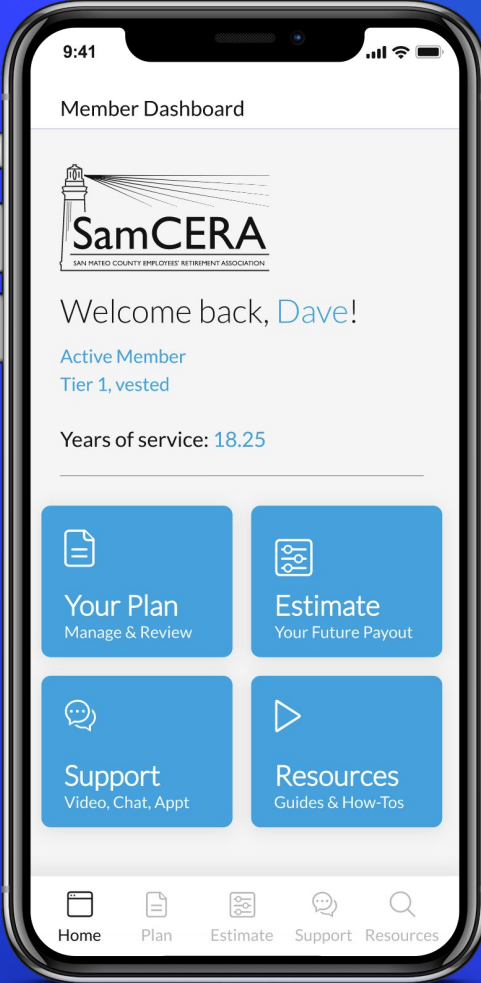 9:41
Member Dashboard
SamCERA
SAN MATEO COUNTY EMPLOYEES' RETIREMENT ASSOCIATION
Welcome back, Dave!
Active Member
Tier 1, vested
Years of service: 18.25
Your Plan
Manage & Review
Estimate
Your Future Payout
Support
Video, Chat, Appt
Resources
Guides & How-Tos
Home Plan Estimate Support Resources